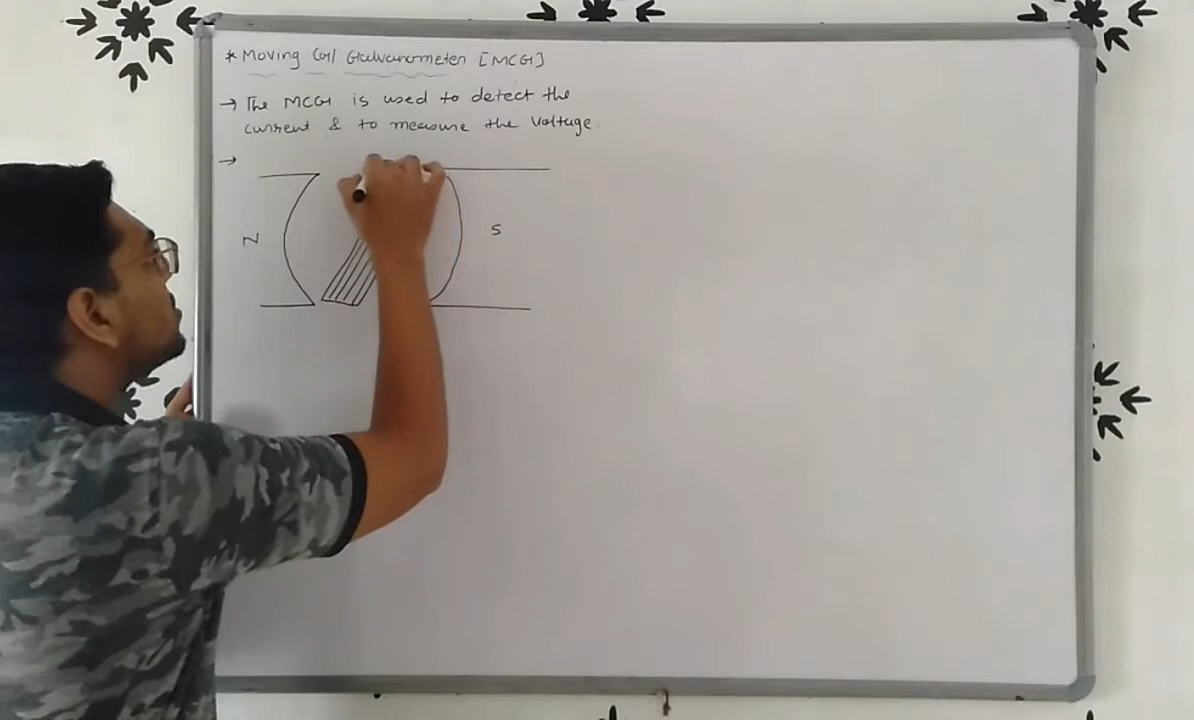 * Moving Coil Galvanometer [MCG]
→ The MCG is used to detect the
current & to measure the Voltage.
→
N S